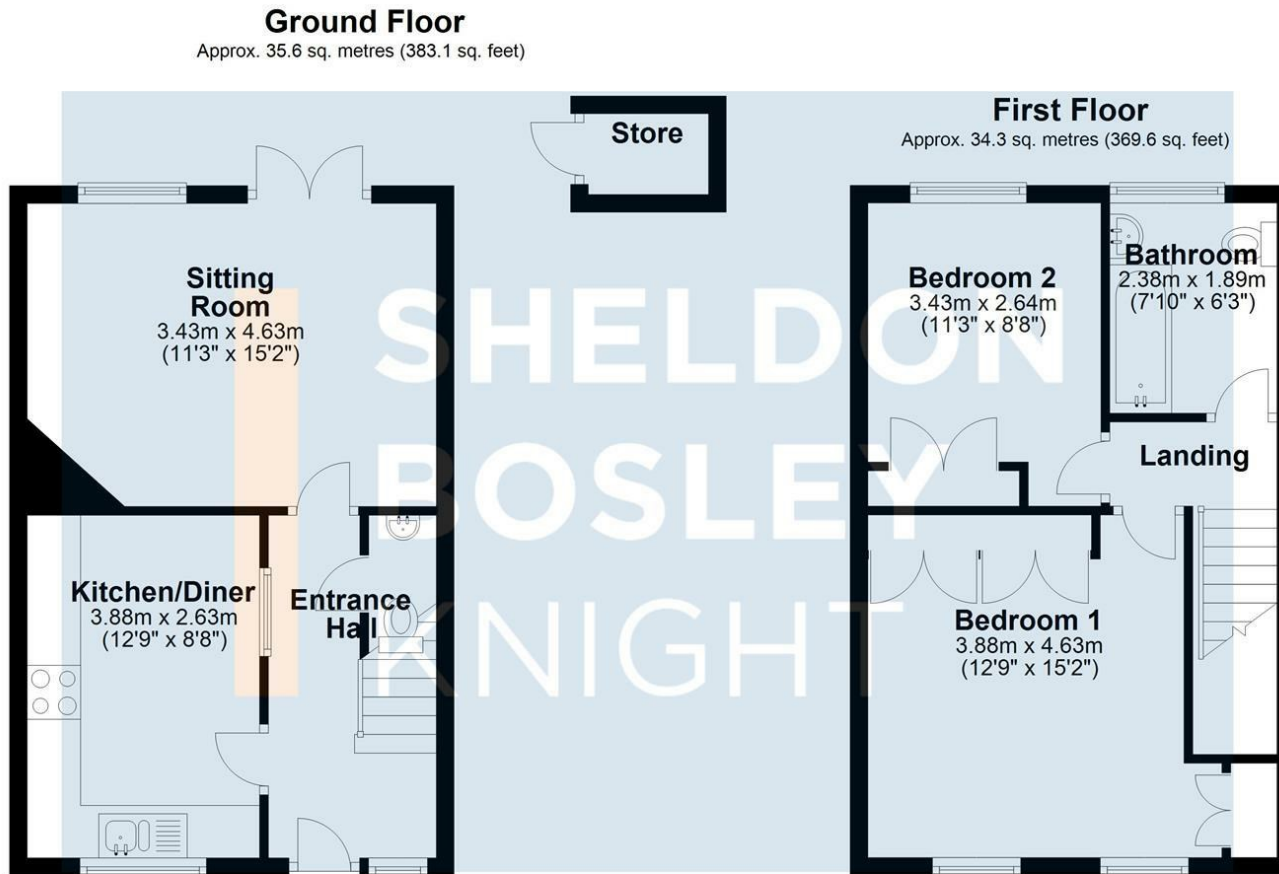 Ground Floor
Approx. 35.6 sq. metres (383.1 sq. feet)
Store
First Floor
Approx. 34.3 sq. metres (369.6 sq. feet)
Sitting
Room
3.43m x 4.63m
(11'3" x 15'2")
Bedroom 2
3.43m x 2.64m
(11'3" x 8'8")
Bathroom
2.38m x 1.89m
(7'10" x 6'3")
Landing
Kitchen/Diner
3.88m x 2.63m
(12'9" x 8'8")
Entrance
Hall
Bedroom 1
3.88m x 4.63m
(12'9" x 15'2")
SHELDON
BOSLEY
KNIGHT